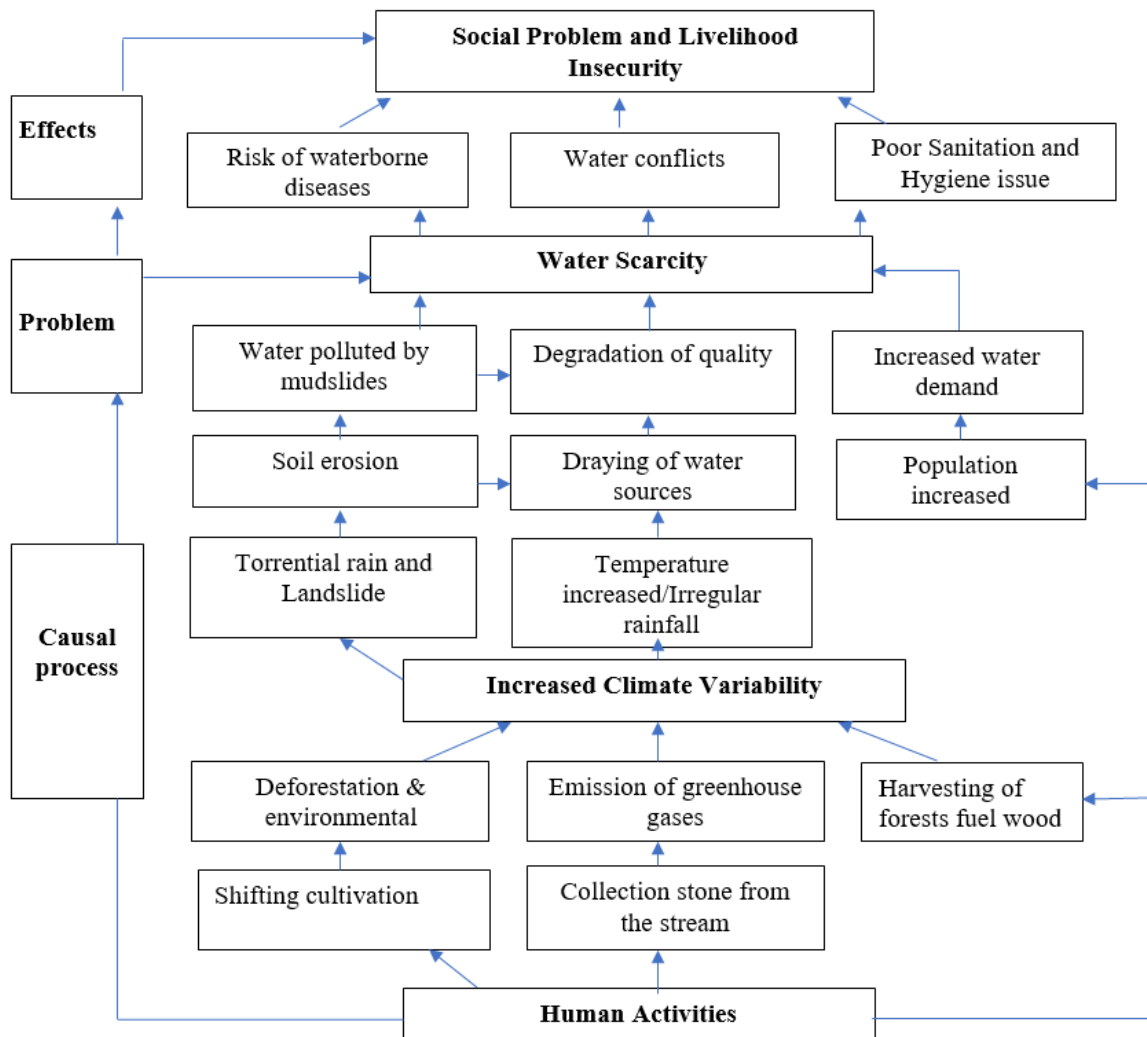 Social Problem and Livelihood
Insecurity
Effects
Risk of waterborne
diseases
Water conflicts
Poor Sanitation and
Hygiene issue
Water Scarcity
Problem
Water polluted by
mudslides
Degradation of quality
Increased water
demand
Soil erosion
Draying of water
sources
Population
increased
Causal
process
Torrential rain and
Landslide
Temperature
increased/Irregular
rainfall
Increased Climate Variability
Deforestation &
environmental
Emission of greenhouse
gases
Harvesting of
forests fuel wood
Shifting cultivation
Collection stone from
the stream
Human Activities